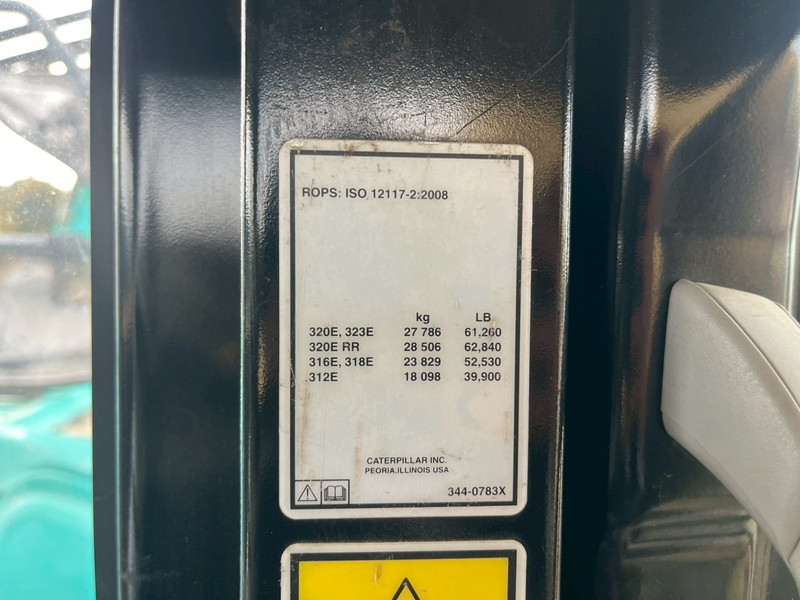 ROPS: ISO 12117-2:2008
kg LB
320E, 323E 27 786 61,260
320E RR 28 506 62,840
316E, 318E 23 829 52,530
312E 18 098 39,900
CATERPILLAR INC.
PEORIA,ILLINOIS USA
344-0783X